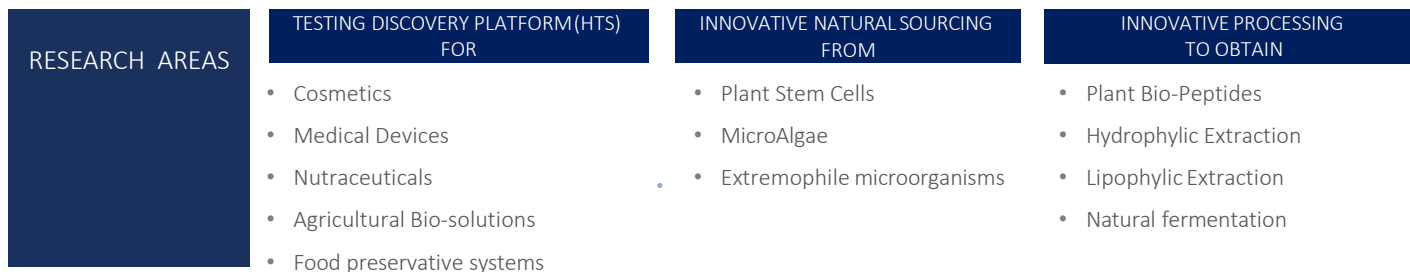 RESEARCH AREAS
TESTING DISCOVERY PLATFORM (HTS)
FOR
• Cosmetics
• Medical Devices
• Nutraceuticals
• Agricultural Bio-solutions
• Food preservative systems
INNOVATIVE NATURAL SOURCING
FROM
• Plant Stem Cells
• MicroAlgae
• Extremophile microorganisms
INNOVATIVE PROCESSING
TO OBTAIN
• Plant Bio-Peptides
• Hydrophylic Extraction
• Lipophylic Extraction
• Natural fermentation